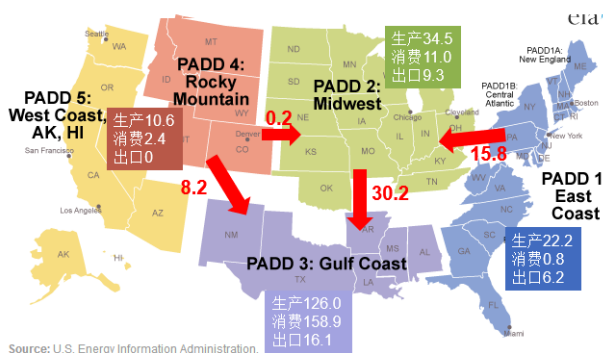 eia
Seattle
WA
MT
ND
MN
PADD 4:
Rocky
Mountain
OR
ID
SD
生产34.5
消费11.0
出口9.3
PADD1A:
New England
ME
VT
NH
MA
Boston
CT
RI
PADD1B:
Central
Atlantic
NY
PADD 5:
West Coast,
AK, HI
PADD 2:
Midwest
Chicago
Cleveland
OH
PA
New York
NJ
DE
MD
生产10.6
消费2.4
出口0
UT
Denver
CO
0.2
NE
IA
IL
IN
KS
MO
KY
15.8
WV
VA
San Francisco
CA
Los Angeles
AZ
8.2
30.2
OK
TN
NC
SC
PADD 1
East
Coast
NM
AR
MS
AL
GA
生产22.2
消费0.8
出口6.2
PADD 3: Gulf Coast
TX
LA
AK
HI
FL
Miami
生产126.0
消费158.9
出口16.1
Source: U.S. Energy Information Administration.